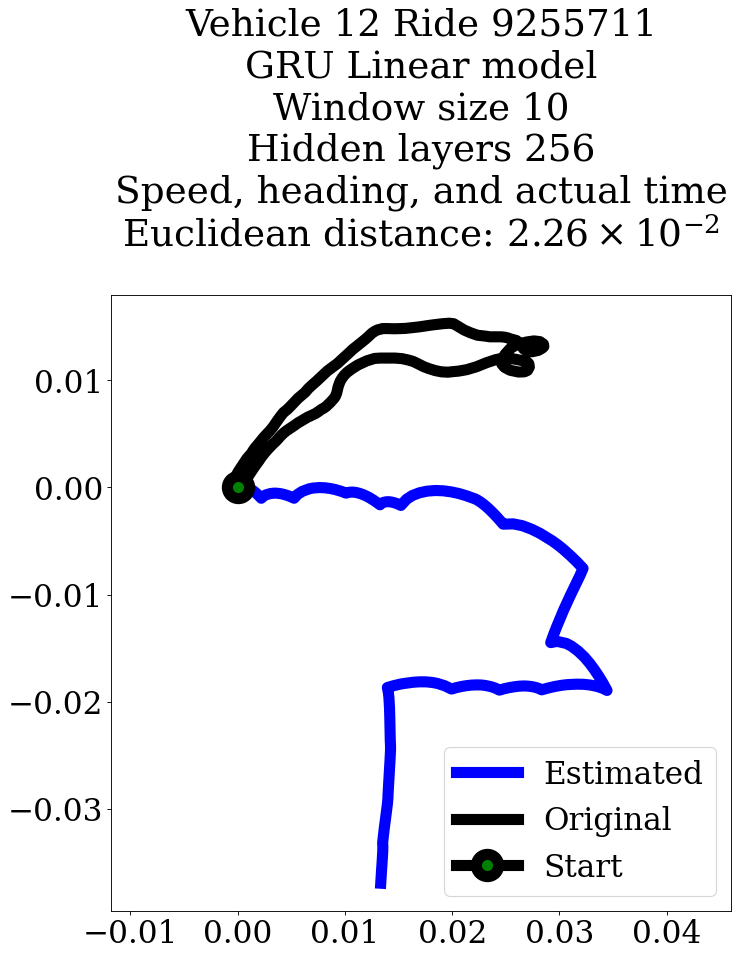 Vehicle 12 Ride 9255711
GRU Linear model
Window size 10
Hidden layers 256
Speed, heading, and actual time
Euclidean distance: 2.26 × 10⁻²
0.01
0.00
−0.01
−0.02
−0.03
Estimated
Original
Start
−0.01 0.00 0.01 0.02 0.03 0.04